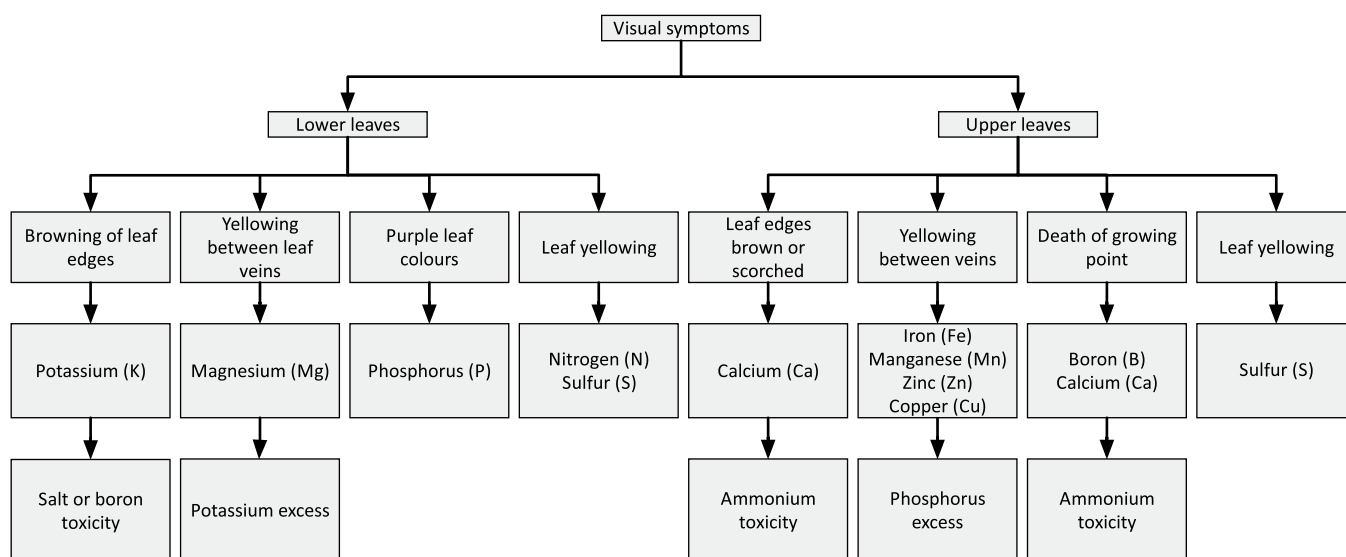 Visual symptoms
Lower leaves
Upper leaves
Browning of leaf
edges
Yellowing
between leaf
veins
Purple leaf
colours
Leaf yellowing
Leaf edges
brown or
scorched
Yellowing
between veins
Death of growing
point
Leaf yellowing
Potassium (K)
Magnesium (Mg)
Phosphorus (P)
Nitrogen (N)
Sulfur (S)
Calcium (Ca)
Iron (Fe)
Manganese (Mn)
Zinc (Zn)
Copper (Cu)
Boron (B)
Calcium (Ca)
Sulfur (S)
Salt or boron
toxicity
Potassium excess
Ammonium
toxicity
Phosphorus
excess
Ammonium
toxicity